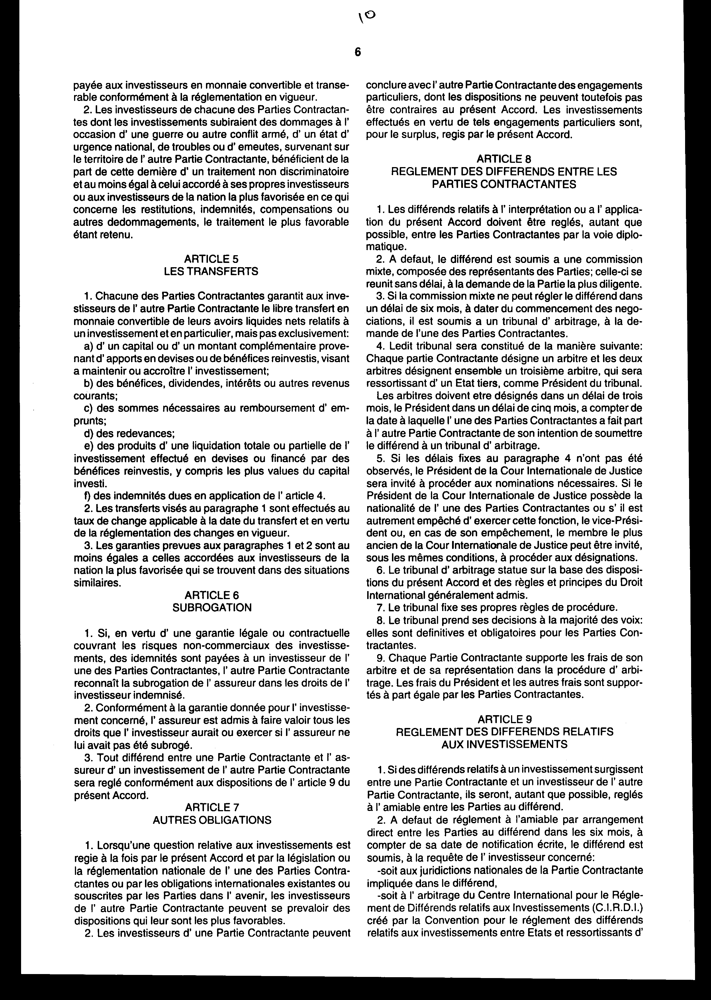 10
6
payée aux investisseurs en monnaie convertible et transe-
rable conformément à la réglementation en vigueur.
2. Les investisseurs de chacune des Parties Contractan-
tes dont les investissements subiraient des dommages à l'
occasion d' une guerre ou autre conflit armé, d' un état d'
urgence national, de troubles ou d' emeutes, survenant sur
le territoire de l' autre Partie Contractante, bénéficient de la
part de cette dernière d' un traitement non discriminatoire
et au moins égal à celui accordé à ses propres investisseurs
ou aux investisseurs de la nation la plus favorisée en ce qui
concerne les restitutions, indemnités, compensations ou
autres dedommagements, le traitement le plus favorable
étant retenu.
ARTICLE 5
LES TRANSFERTS
1. Chacune des Parties Contractantes garantit aux inve-
stisseurs de l' autre Partie Contractante le libre transfert en
monnaie convertible de leurs avoirs liquides nets relatifs à
un investissement et en particulier, mais pas exclusivement:
a) d' un capital ou d' un montant complémentaire prove-
nant d' apports en devises ou de bénéfices reinvestis, visant
a maintenir ou accroître l' investissement;
b) des bénéfices, dividendes, intérêts ou autres revenus
courants;
c) des sommes nécessaires au remboursement d' em-
prunts;
d) des redevances;
e) des produits d' une liquidation totale ou partielle de l'
investissement effectué en devises ou financé par des
bénéfices reinvestis, y compris les plus values du capital
investi.
f) des indemnités dues en application de l' article 4.
2. Les transferts visés au paragraphe 1 sont effectués au
taux de change applicable à la date du transfert et en vertu
de la réglementation des changes en vigueur.
3. Les garanties prevues aux paragraphes 1 et 2 sont au
moins égales a celles accordées aux investisseurs de la
nation la plus favorisée qui se trouvent dans des situations
similaires.
ARTICLE 6
SUBROGATION
1. Si, en vertu d' une garantie légale ou contractuelle
couvrant les risques non-commerciaux des investisse-
ments, des idemnités sont payées à un investisseur de l'
une des Parties Contractantes, l' autre Partie Contractante
reconnaît la subrogation de l' assureur dans les droits de l'
investisseur indemnisé.
2. Conformément à la garantie donnée pour l' investisse-
ment concerné, l' assureur est admis à faire valoir tous les
droits que l' investisseur aurait ou exercer si l' assureur ne
lui avait pas été subrogé.
3. Tout différend entre une Partie Contractante et l' as-
sureur d' un investissement de l' autre Partie Contractante
sera reglé conformément aux dispositions de l' article 9 du
présent Accord.
ARTICLE 7
AUTRES OBLIGATIONS
1. Lorsqu'une question relative aux investissements est
regie à la fois par le présent Accord et par la législation ou
la réglementation nationale de l' une des Parties Contra-
ctantes ou par les obligations internationales existantes ou
souscrites par les Parties dans l' avenir, les investisseurs
de l' autre Partie Contractante peuvent se prevaloir des
dispositions qui leur sont les plus favorables.
2. Les investisseurs d' une Partie Contractante peuvent
conclure avec l' autre Partie Contractante des engagements
particuliers, dont les dispositions ne peuvent toutefois pas
être contraires au présent Accord. Les investissements
effectués en vertu de tels engagements particuliers sont,
pour le surplus, regis par le présent Accord.
ARTICLE 8
REGLEMENT DES DIFFERENDS ENTRE LES
PARTIES CONTRACTANTES
1. Les différends relatifs à l' interprétation ou a l' applica-
tion du présent Accord doivent être reglés, autant que
possible, entre les Parties Contractantes par la voie diplo-
matique.
2. A defaut, le différend est soumis a une commission
mixte, composée des représentants des Parties; celle-ci se
reunit sans délai, à la demande de la Partie la plus diligente.
3. Si la commission mixte ne peut régler le différend dans
un délai de six mois, à dater du commencement des nego-
ciations, il est soumis a un tribunal d' arbitrage, à la de-
mande de l'une des Parties Contractantes.
4. Ledit tribunal sera constitué de la manière suivante:
Chaque partie Contractante désigne un arbitre et les deux
arbitres désignent ensemble un troisième arbitre, qui sera
ressortissant d' un Etat tiers, comme Président du tribunal.
Les arbitres doivent etre désignés dans un délai de trois
mois, le Président dans un délai de cinq mois, a compter de
la date à laquelle l' une des Parties Contractantes a fait part
à l' autre Partie Contractante de son intention de soumettre
le différend à un tribunal d' arbitrage.
5. Si les délais fixes au paragraphe 4 n'ont pas été
observés, le Président de la Cour Internationale de Justice
sera invité à procéder aux nominations nécessaires. Si le
Président de la Cour Internationale de Justice possède la
nationalité de l' une des Parties Contractantes ou s' il est
autrement empêché d' exercer cette fonction, le vice-Prési-
dent ou, en cas de son empêchement, le membre le plus
ancien de la Cour Internationale de Justice peut être invité,
sous les mêmes conditions, à procéder aux désignations.
6. Le tribunal d' arbitrage statue sur la base des disposi-
tions du présent Accord et des règles et principes du Droit
International généralement admis.
7. Le tribunal fixe ses propres règles de procédure.
8. Le tribunal prend ses decisions à la majorité des voix:
elles sont definitives et obligatoires pour les Parties Con-
tractantes.
9. Chaque Partie Contractante supporte les frais de son
arbitre et de sa représentation dans la procédure d' arbi-
trage. Les frais du Président et les autres frais sont suppor-
tés à part égale par les Parties Contractantes.
ARTICLE 9
REGLEMENT DES DIFFERENDS RELATIFS
AUX INVESTISSEMENTS
1. Si des différends relatifs à un investissement surgissent
entre une Partie Contractante et un investisseur de l' autre
Partie Contractante, ils seront, autant que possible, reglés
à l' amiable entre les Parties au différend.
2. A defaut de réglement à l'amiable par arrangement
direct entre les Parties au différend dans les six mois, à
compter de sa date de notification écrite, le différend est
soumis, à la requête de l' investisseur concerné:
-soit aux juridictions nationales de la Partie Contractante
impliquée dans le différend,
-soit à l' arbitrage du Centre International pour le Régle-
ment de Différends relatifs aux Investissements (C.I.R.D.I.)
créé par la Convention pour le réglement des différends
relatifs aux investissements entre Etats et ressortissants d'